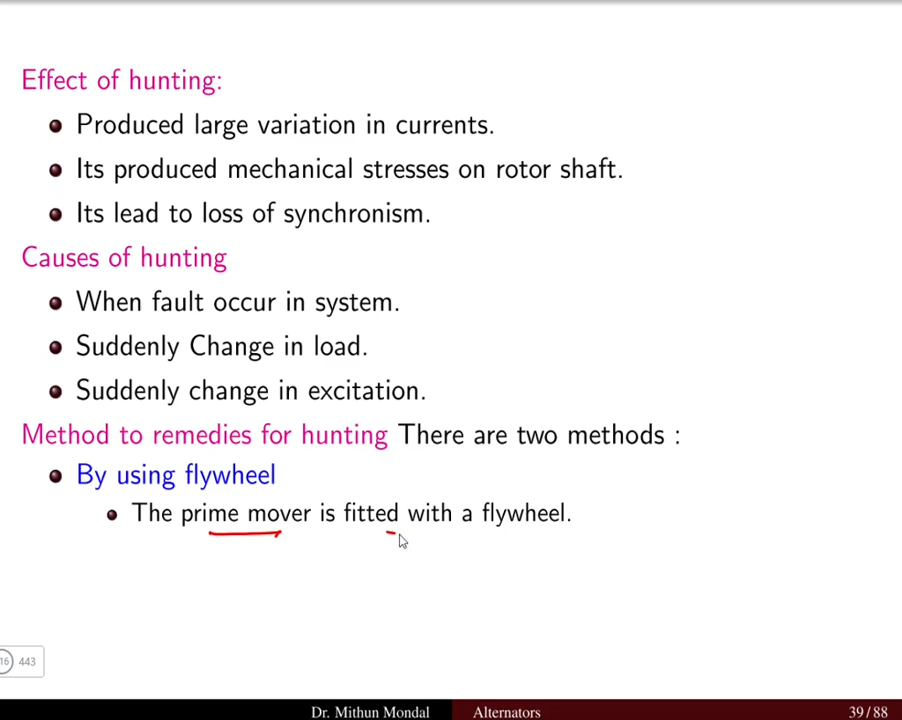 Effect of hunting:
Produced large variation in currents.
Its produced mechanical stresses on rotor shaft.
Its lead to loss of synchronism.
Causes of hunting
When fault occur in system.
Suddenly Change in load.
Suddenly change in excitation.
Method to remedies for hunting There are two methods :
By using flywheel
The prime mover is fitted with a flywheel.
16 443
Dr. Mithun Mondal Alternators 39/88